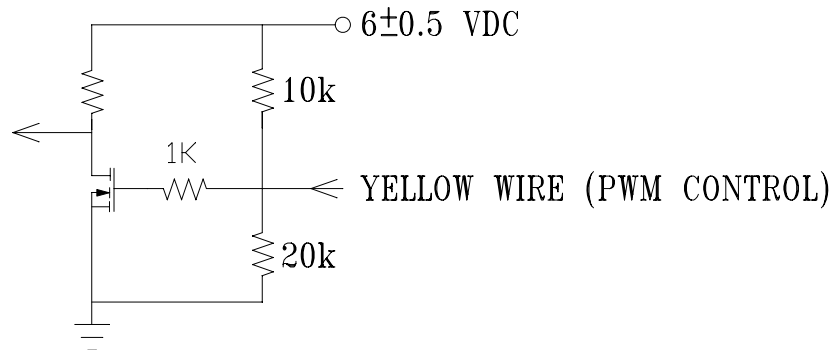 6±0.5 VDC
10k
1K
YELLOW WIRE (PWM CONTROL)
20k